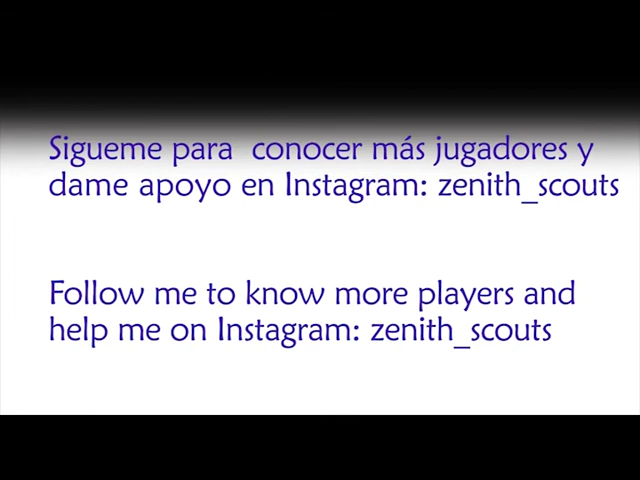 Sigueme para  conocer más jugadores y
dame apoyo en Instagram: zenith_scouts
Follow me to know more players and
help me on Instagram: zenith_scouts